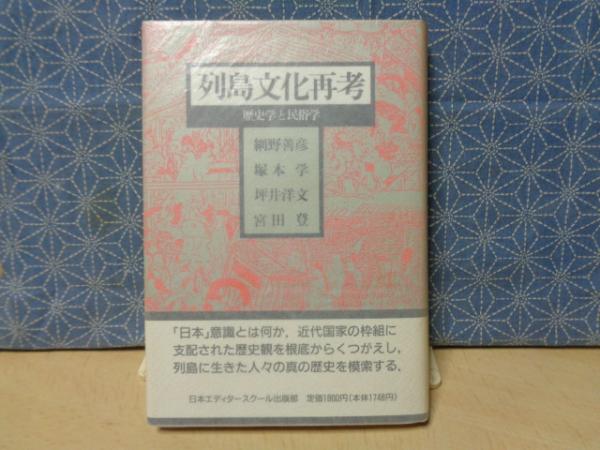 列島文化再考
歴史学と民俗学
網野善彦
塚本 学
坪井洋文
宮田 登
「日本」意識とは何か，近代国家の枠組に
支配された歴史観を根底からくつがえし，
列島に生きた人々の真の歴史を模索する．
日本エディタースクール出版部 定価1800円（本体1748円）